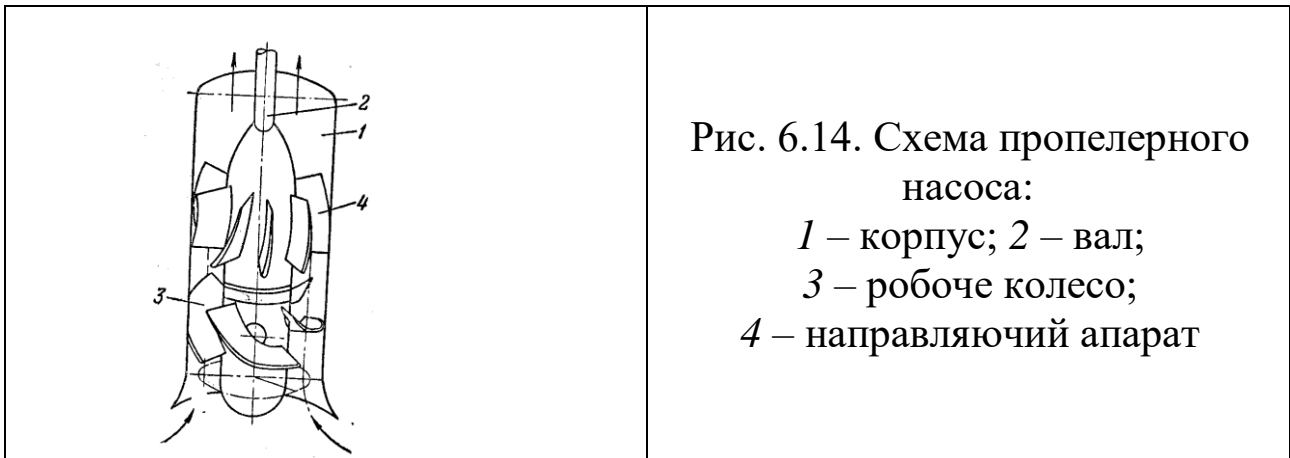 2
1
4
3
Рис. 6.14. Схема пропелерного
насоса:
1 – корпус; 2 – вал;
3 – робоче колесо;
4 – направляючий апарат